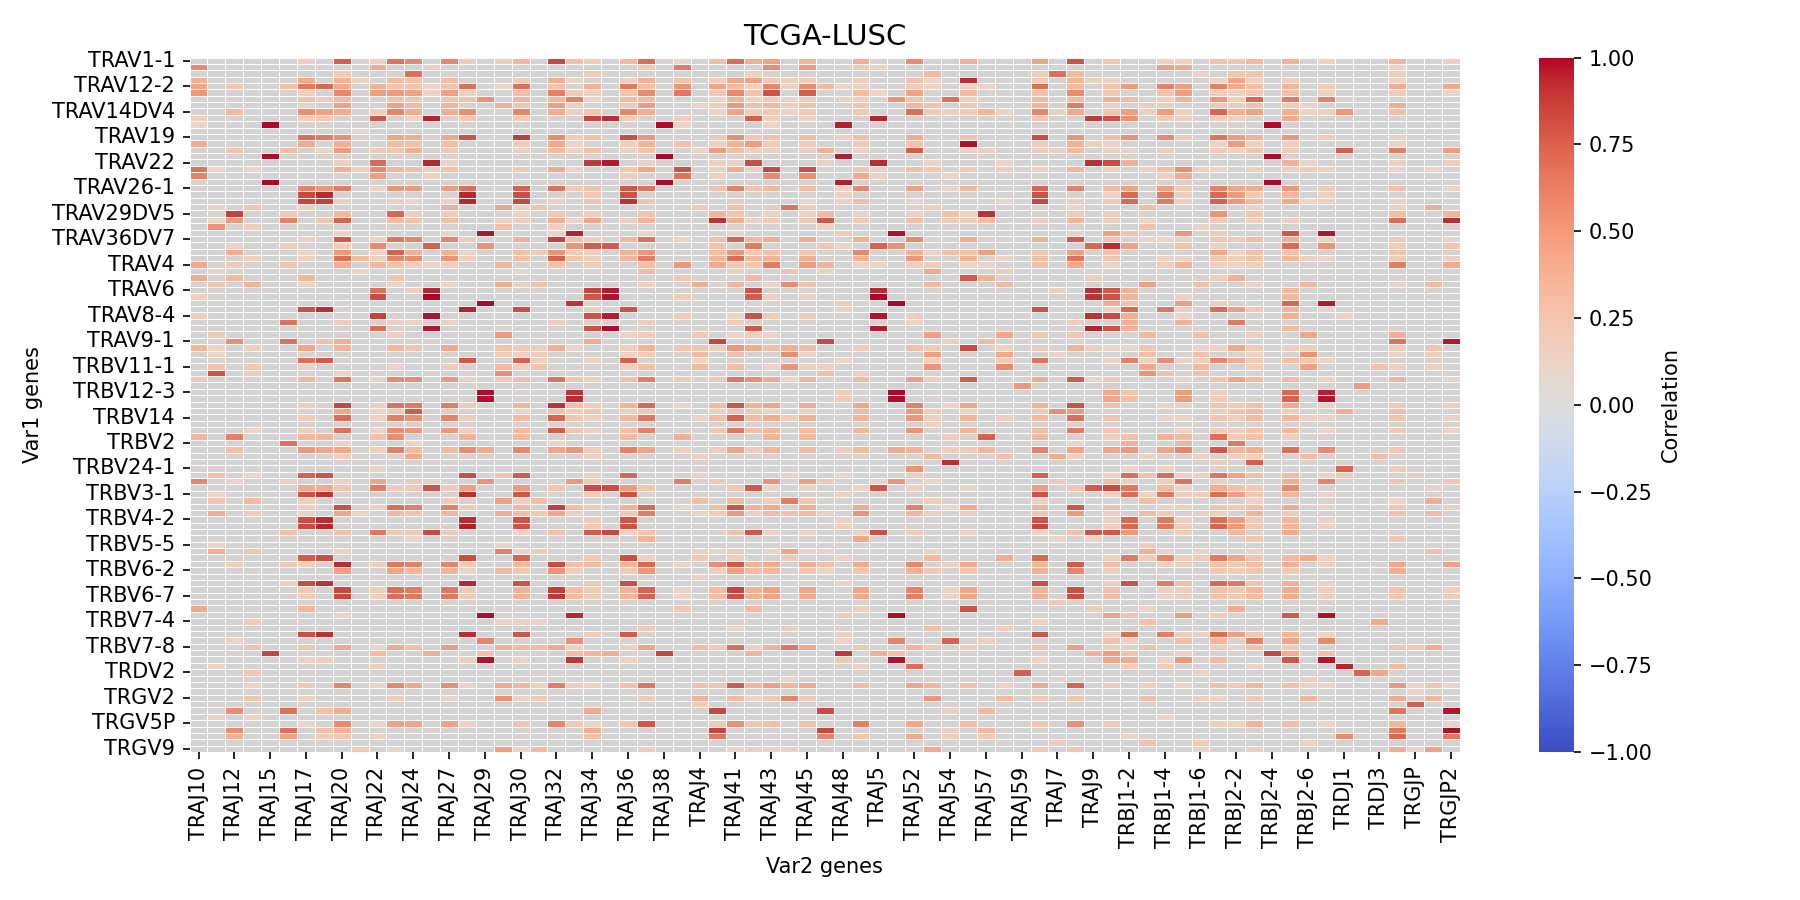 TCGA-LUSC
TRAV1-1
TRAV12-2
TRAV14DV4
TRAV19
TRAV22
TRAV26-1
TRAV29DV5
TRAV36DV7
TRAV4
TRAV6
TRAV8-4
TRAV9-1
TRBV11-1
TRBV12-3
TRBV14
TRBV2
TRBV24-1
TRBV3-1
TRBV4-2
TRBV5-5
TRBV6-2
TRBV6-7
TRBV7-4
TRBV7-8
TRDV2
TRGV2
TRGV5P
TRGV9
Var1 genes
TRAJ10
TRAJ12
TRAJ15
TRAJ17
TRAJ20
TRAJ22
TRAJ24
TRAJ27
TRAJ29
TRAJ30
TRAJ32
TRAJ34
TRAJ36
TRAJ38
TRAJ4
TRAJ41
TRAJ43
TRAJ45
TRAJ48
TRAJ5
TRAJ52
TRAJ54
TRAJ57
TRAJ59
TRAJ7
TRAJ9
TRBJ1-2
TRBJ1-4
TRBJ1-6
TRBJ2-2
TRBJ2-4
TRBJ2-6
TRDJ1
TRDJ3
TRGJP
TRGJP2
Var2 genes
1.00
0.75
0.50
0.25
0.00
−0.25
−0.50
−0.75
−1.00
Correlation